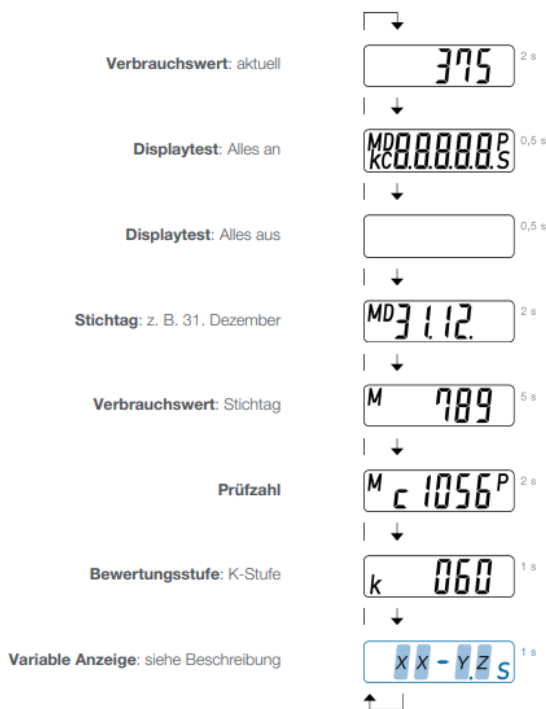 Verbrauchswert: aktuell 375 2 s
Displaytest: Alles an MD kC 8.8.8.8.8. P S 0,5 s
Displaytest: Alles aus 0,5 s
Stichtag: z. B. 31. Dezember MD 31.12. 2 s
Verbrauchswert: Stichtag M 789 5 s
Prüfzahl M c 1056 P 2 s
Bewertungsstufe: K-Stufe k 060 1 s
Variable Anzeige: siehe Beschreibung X X - Y.Z S 1 s